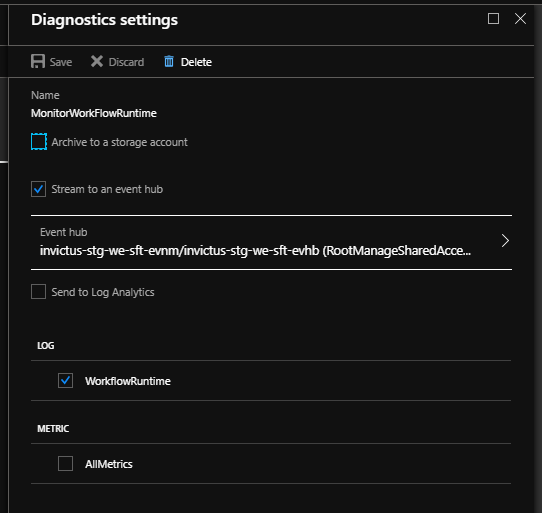 Diagnostics settings
Save Discard Delete
Name
MonitorWorkFlowRuntime
Archive to a storage account
Stream to an event hub
Event hub
invictus-stg-we-sft-evnm/invictus-stg-we-sft-evhb (RootManageSharedAcce...
Send to Log Analytics
LOG
WorkflowRuntime
METRIC
AllMetrics